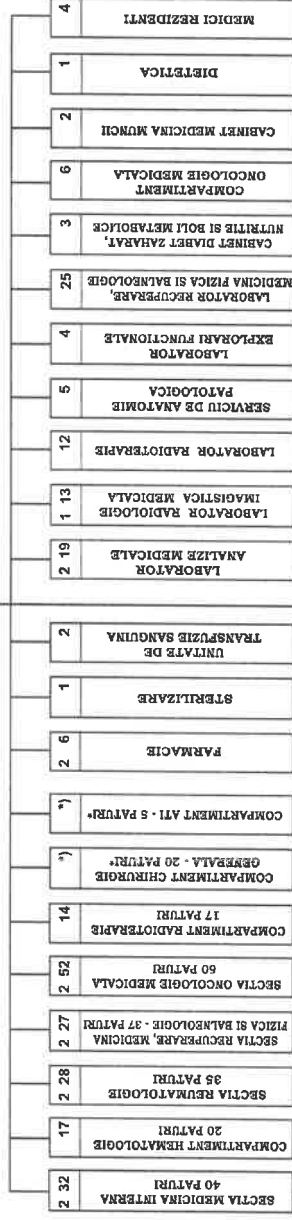 2 32
SECTIA MEDICINA INTERNA
40 PATURI
17
COMPARTIMENT HEMATOLOGIE
20 PATURI
2 28
SECTIA REUMATOLOGIE
35 PATURI
2 27
SECTIA RECUPERARE, MEDICINA
FIZICA SI BALNEOLOGIE - 37 PATURI
2 52
SECTIA ONCOLOGIE MEDICALA
60 PATURI
14
COMPARTIMENT RADIOTERAPIE
17 PATURI
*)
COMPARTIMENT CHIRURGIE
GENERALA - 20 PATURI*
*)
COMPARTIMENT ATI - 5 PATURI*
2 6
FARMACIE
1
STERILIZARE
2
UNITATE DE
TRANSFUZIE SANGUINA
2 19
LABORATOR
ANALIZE MEDICALE
1 13
LABORATOR RADIOLOGIE
IMAGISTICA MEDICALA
12
LABORATOR RADIOTERAPIE
5
SERVICIU DE ANATOMIE
PATOLOGICA
4
LABORATOR
EXPLORARI FUNCTIONALE
25
LABORATOR RECUPERARE,
MEDICINA FIZICA SI BALNEOLOGIE
3
CABINET DIABET ZAHARAT,
NUTRITIE SI BOLI METABOLICE
6
COMPARTIMENT
ONCOLOGIE MEDICALA
2
CABINET MEDICINA MUNCII
1
DIETETICA
4
MEDICI REZIDENTI